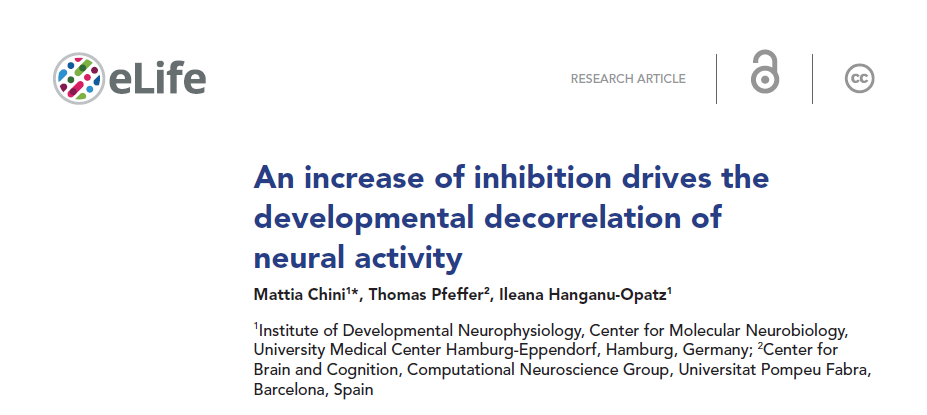 eLife
RESEARCH ARTICLE
cc
An increase of inhibition drives the
developmental decorrelation of
neural activity
Mattia Chini¹*, Thomas Pfeffer², Ileana Hanganu-Opatz¹
¹Institute of Developmental Neurophysiology, Center for Molecular Neurobiology,
University Medical Center Hamburg-Eppendorf, Hamburg, Germany; ²Center for
Brain and Cognition, Computational Neuroscience Group, Universitat Pompeu Fabra,
Barcelona, Spain